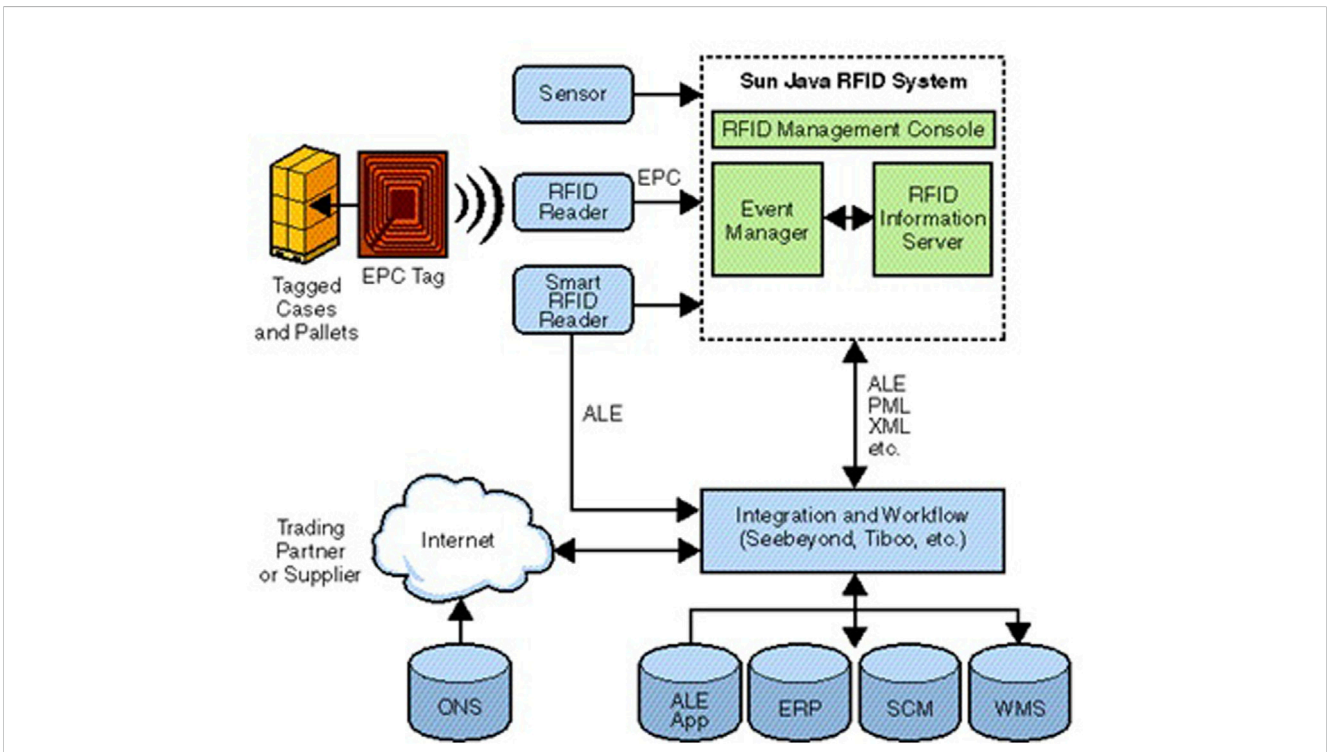 Sun Java RFID System
Sensor
RFID Management Console
EPC
RFID
Reader
Event
Manager
RFID
Information
Server
EPC Tag
Tagged
Cases
and Pallets
Smart
RFID
Reader
ALE
ALE
PML
XML
etc.
Trading
Partner
or Supplier
Internet
Integration and Workflow
(Seebeyond, Tibco, etc.)
ONS
ALE
App
ERP
SCM
WMS